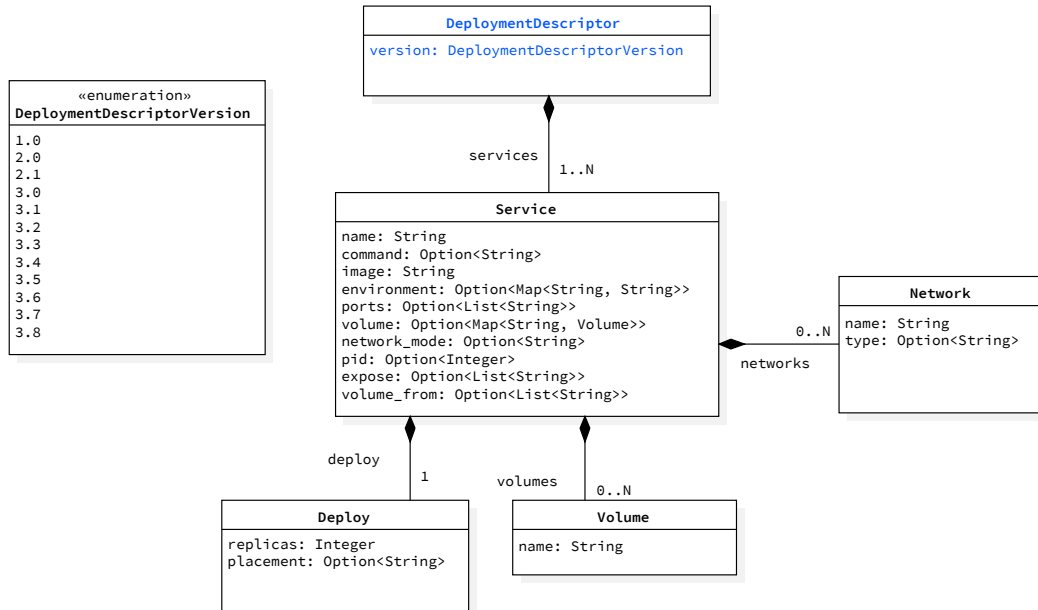 DeploymentDescriptor
version: DeploymentDescriptorVersion
«enumeration»
DeploymentDescriptorVersion
1.0
2.0
2.1
3.0
3.1
3.2
3.3
3.4
3.5
3.6
3.7
3.8
services
1..N
Service
name: String
command: Option<String>
image: String
environment: Option<Map<String, String>>
ports: Option<List<String>>
volume: Option<Map<String, Volume>>
network_mode: Option<String>
pid: Option<Integer>
expose: Option<List<String>>
volume_from: Option<List<String>>
0..N
networks
Network
name: String
type: Option<String>
deploy
1
volumes
0..N
Deploy
replicas: Integer
placement: Option<String>
Volume
name: String